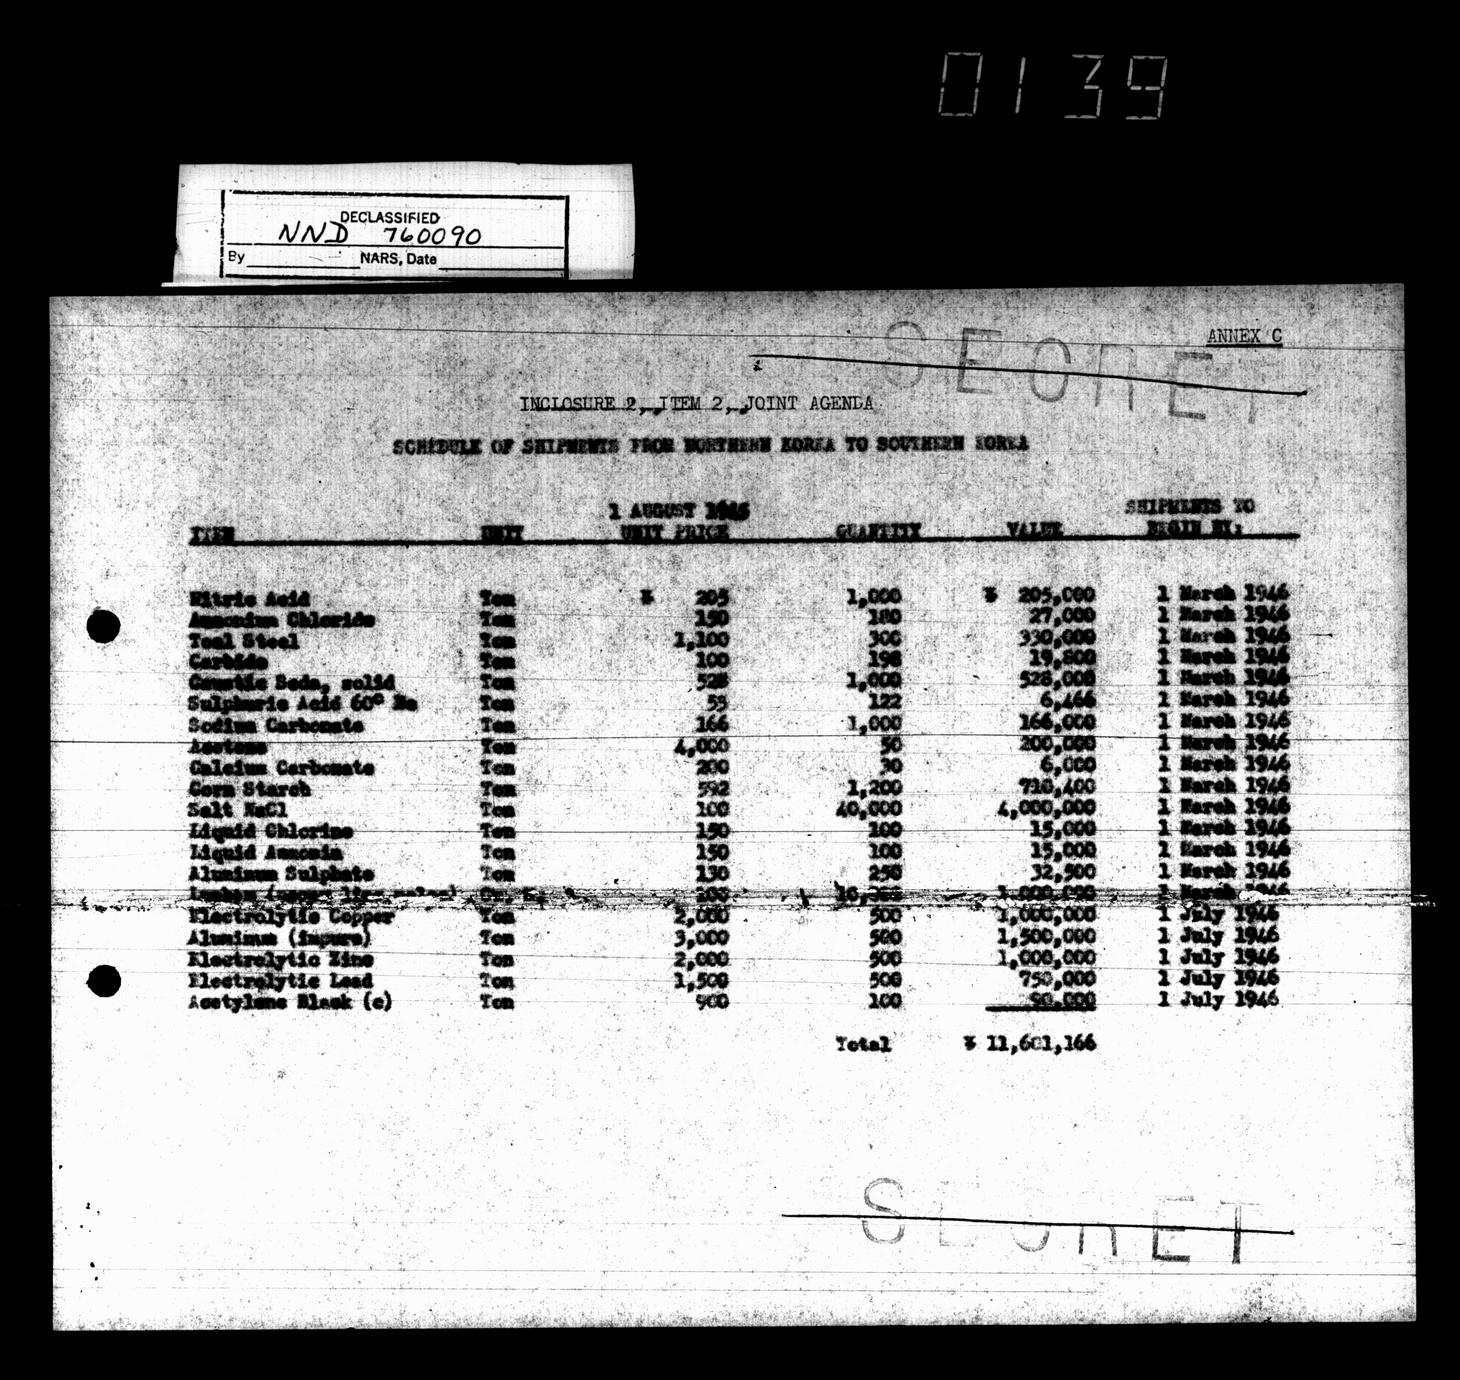 0139
DECLASSIFIED
NND 760090
By NARS, Date
SECRET
ANNEX C
INCLOSURE 2, ITEM 2, JOINT AGENDA
SCHEDULE OF SHIPMENTS FROM NORTHERN KOREA TO SOUTHERN KOREA
1 AUGUST 1946 SHIPMENTS TO
ITEM UNIT UNIT PRICE QUANTITY VALUE BEGIN BY:
Nitric Acid Ton ¥ 205 1,000 ¥ 205,000 1 March 1946
Ammonium Chloride Ton 150 180 27,000 1 March 1946
Tool Steel Ton 1,100 300 330,000 1 March 1946
Carbide Ton 100 198 19,800 1 March 1946
Caustic Soda, solid Ton 528 1,000 528,000 1 March 1946
Sulphuric Acid 60° Be Ton 53 122 6,466 1 March 1946
Sodium Carbonate Ton 166 1,000 166,000 1 March 1946
Acetone Ton 4,000 50 200,000 1 March 1946
Calcium Carbonate Ton 200 30 6,000 1 March 1946
Corn Starch Ton 592 1,200 710,400 1 March 1946
Salt NaCl Ton 100 40,000 4,000,000 1 March 1946
Liquid Chlorine Ton 150 100 15,000 1 March 1946
Liquid Ammonia Ton 150 100 15,000 1 March 1946
Aluminum Sulphate Ton 130 250 32,500 1 March 1946
Lumber 1,000,000 1 March 1946
Electrolytic Copper Ton 2,000 500 1,000,000 1 July 1946
Aluminum (impure) Ton 3,000 500 1,500,000 1 July 1946
Electrolytic Zinc Ton 2,000 500 1,000,000 1 July 1946
Electrolytic Lead Ton 1,500 500 750,000 1 July 1946
Acetylene Black (c) Ton 900 100 90,000 1 July 1946
Total ¥ 11,601,166
SECRET